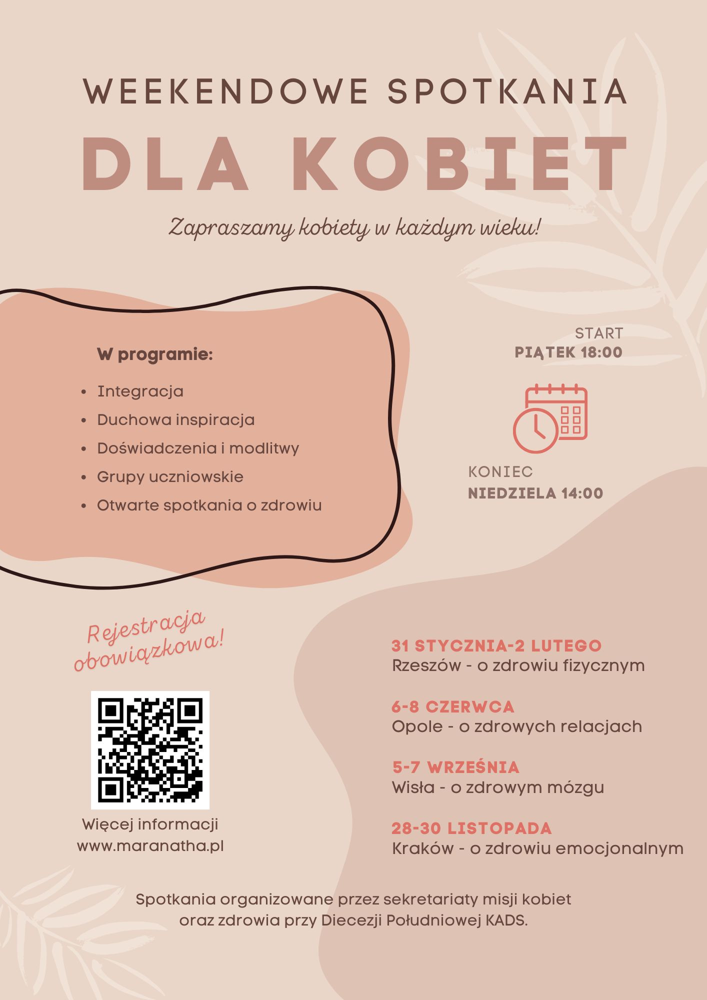 WEEKENDOWE SPOTKANIA
DLA KOBIET
Zapraszamy kobiety w każdym wieku!
W programie:
• Integracja
• Duchowa inspiracja
• Doświadczenia i modlitwy
• Grupy uczniowskie
• Otwarte spotkania o zdrowiu
START
PIĄTEK 18:00
KONIEC
NIEDZIELA 14:00
Rejestracja
obowiązkowa!
Więcej informacji
www.maranatha.pl
31 STYCZNIA-2 LUTEGO
Rzeszów - o zdrowiu fizycznym
6-8 CZERWCA
Opole - o zdrowych relacjach
5-7 WRZEŚNIA
Wisła - o zdrowym mózgu
28-30 LISTOPADA
Kraków - o zdrowiu emocjonalnym
Spotkania organizowane przez sekretariaty misji kobiet
oraz zdrowia przy Diecezji Południowej KADS.